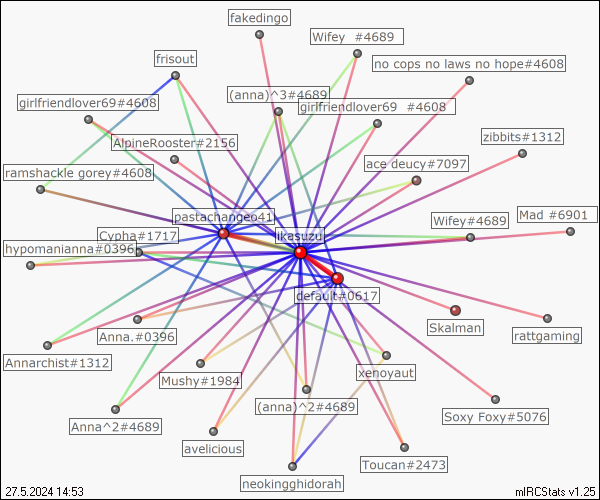 fakedingo
Wifey  #4689
frisout
no cops no laws no hope#4608
girlfriendlover69#4608
(anna)^3#4689
girlfriendlover69  #4608
AlpineRooster#2156
zibbits#1312
ramshackle gorey#4608
ace deucy#7097
pastachangeo41
Mad #6901
Cypha#1717
ikasuzu
Wifey#4689
hypomanianna#0396
default#0617
Anna.#0396
Skalman
rattgaming
Annarchist#1312
Mushy#1984
xenoyaut
(anna)^2#4689
Soxy Foxy#5076
Anna^2#4689
avelicious
Toucan#2473
neokingghidorah
27.5.2024 14:53
mIRCStats v1.25